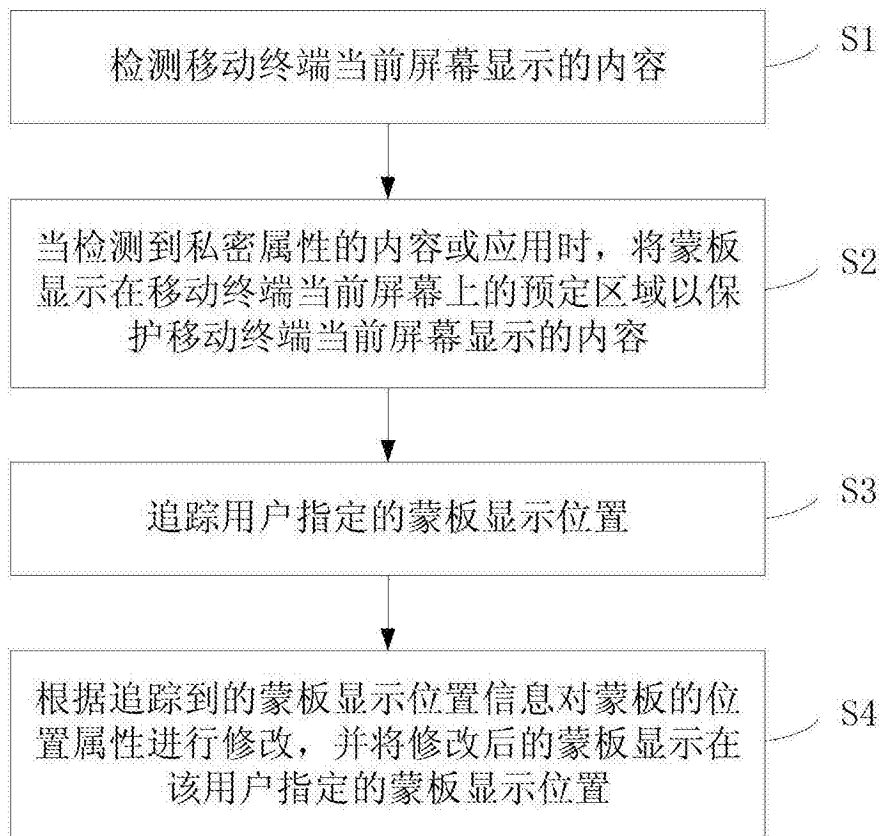 检测移动终端当前屏幕显示的内容
S1
当检测到私密属性的内容或应用时，将蒙板
显示在移动终端当前屏幕上的预定区域以保
护移动终端当前屏幕显示的内容
S2
追踪用户指定的蒙板显示位置
S3
根据追踪到的蒙板显示位置信息对蒙板的位
置属性进行修改，并将修改后的蒙板显示在
该用户指定的蒙板显示位置
S4